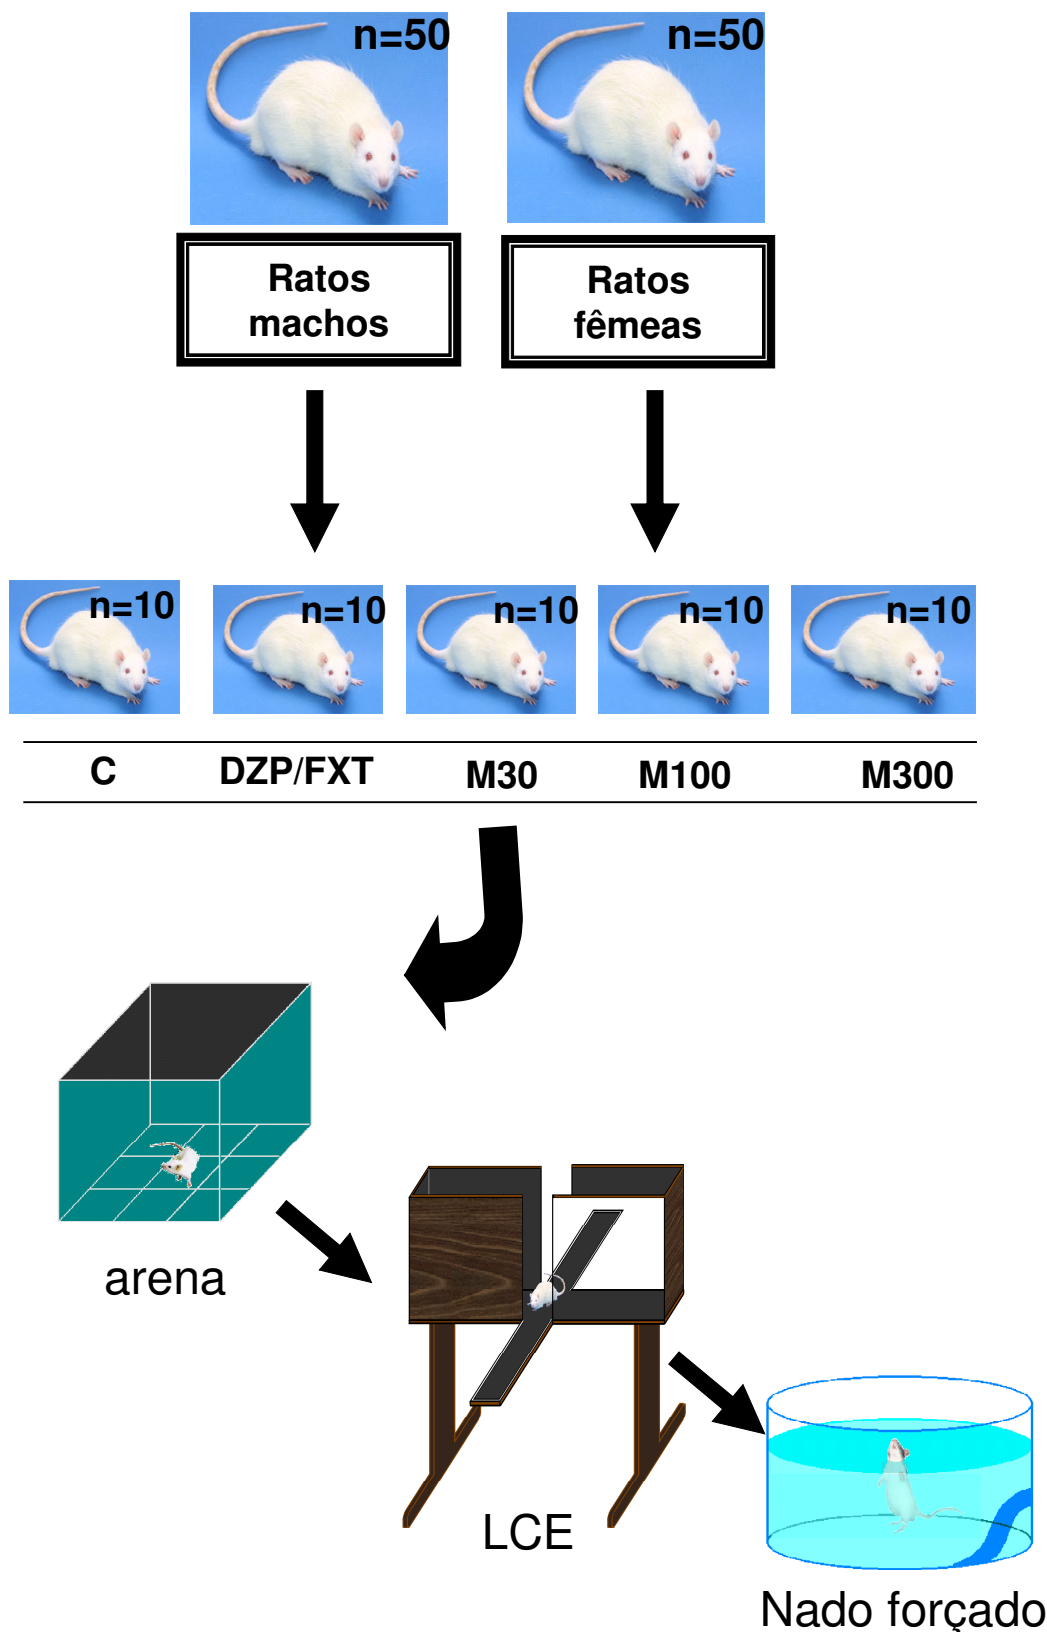 n=50
n=50
Ratos
machos
Ratos
fêmeas
n=10
n=10
n=10
n=10
n=10
C
DZP/FXT
M30
M100
M300
arena
LCE
Nado forçado